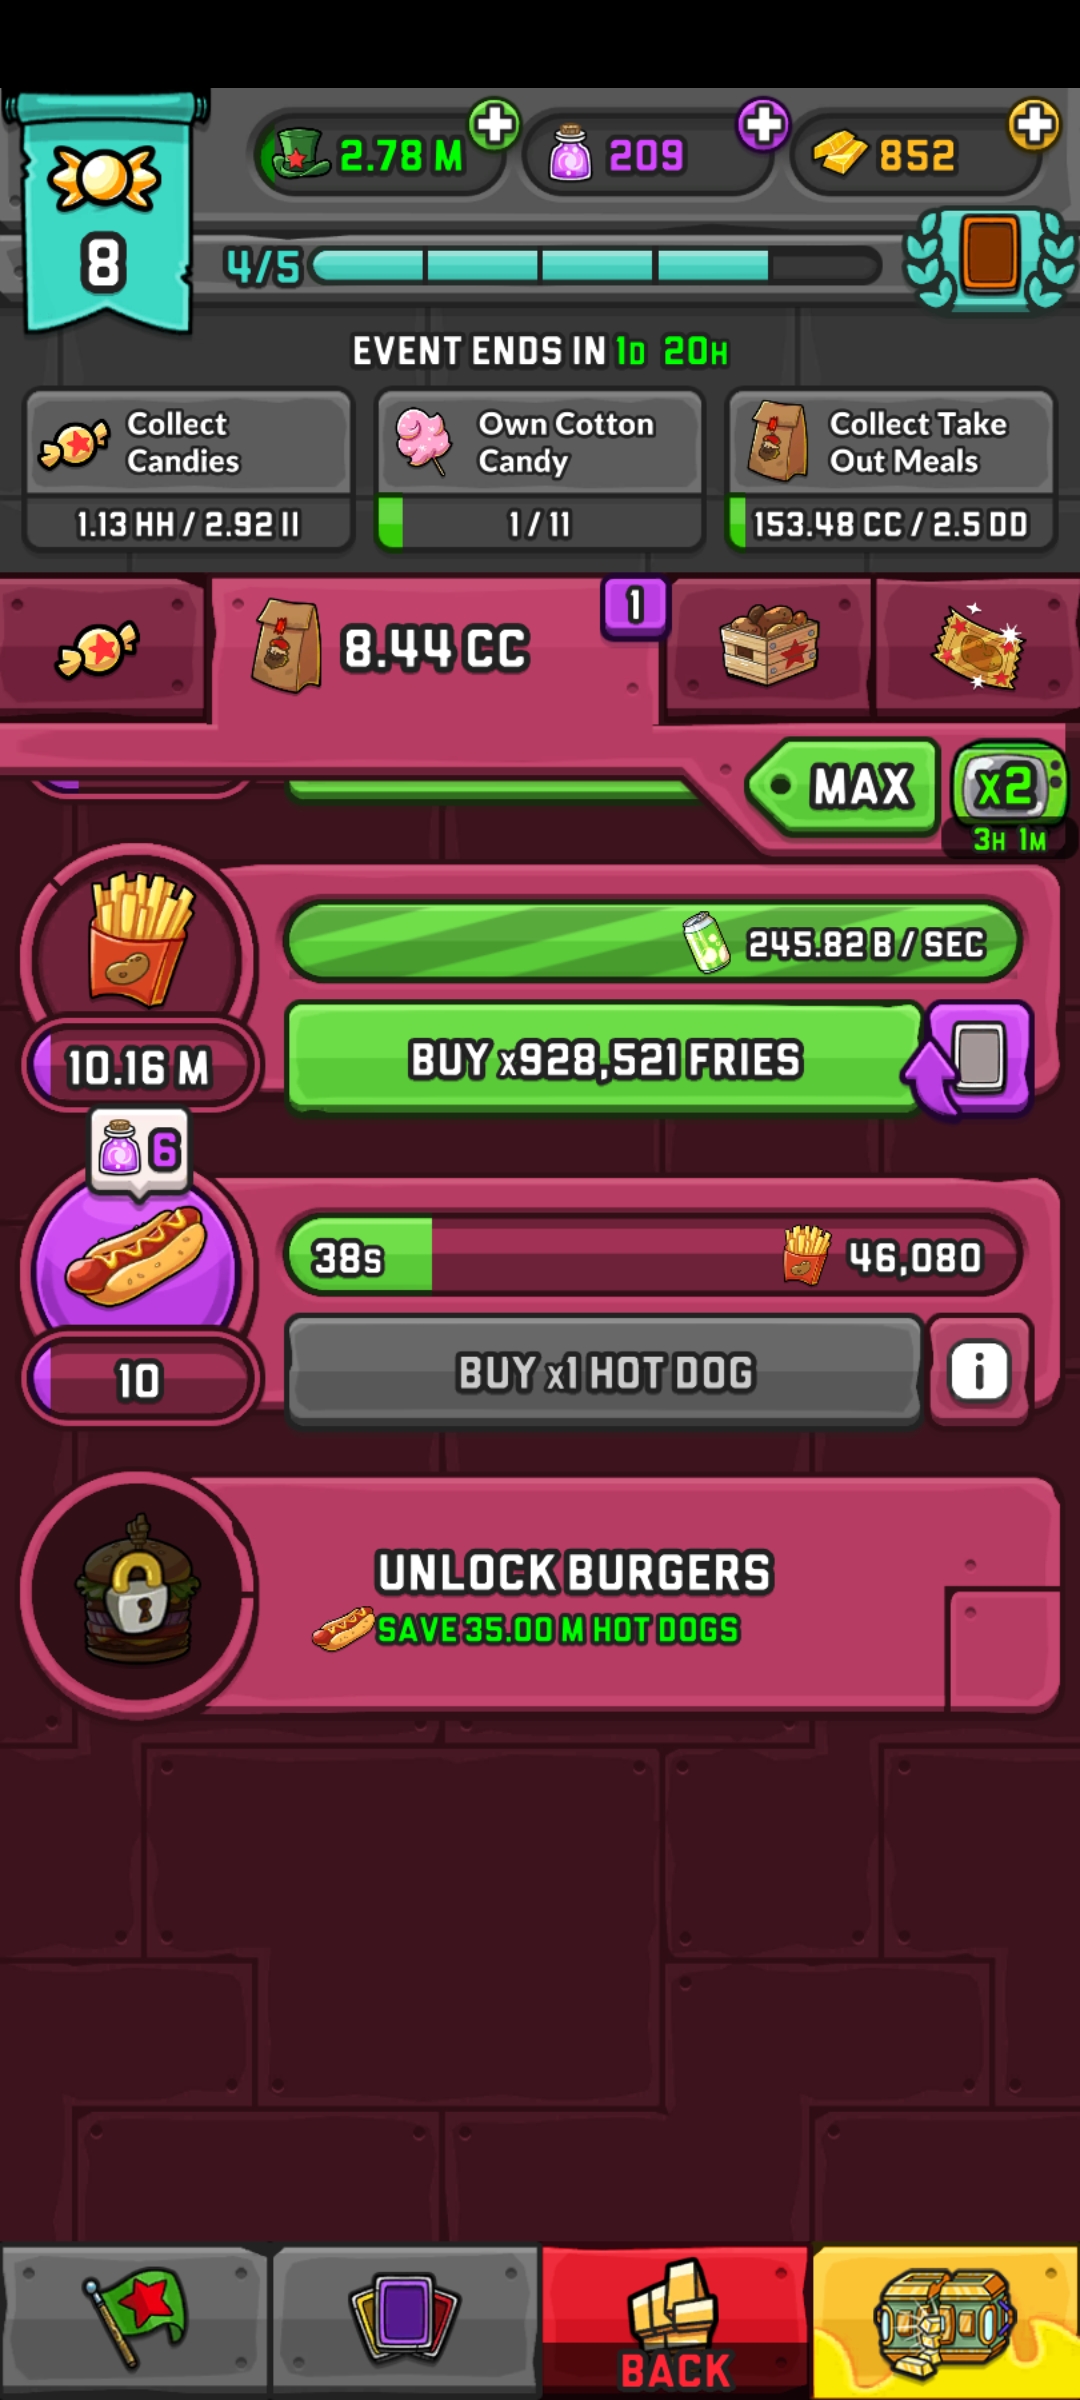 2.78 M
209
852
8
4/5
EVENT ENDS IN 1D 20H
Collect
Candies
1.13 HH / 2.92 II
Own Cotton
Candy
1 / 11
Collect Take
Out Meals
153.48 CC / 2.5 DD
8.44 CC
1
MAX
x2
3H 1M
245.82 B / SEC
10.16 M
BUY x928,521 FRIES
6
38s
46,080
10
BUY x1 HOT DOG
i
UNLOCK BURGERS
SAVE 35.00 M HOT DOGS
BACK